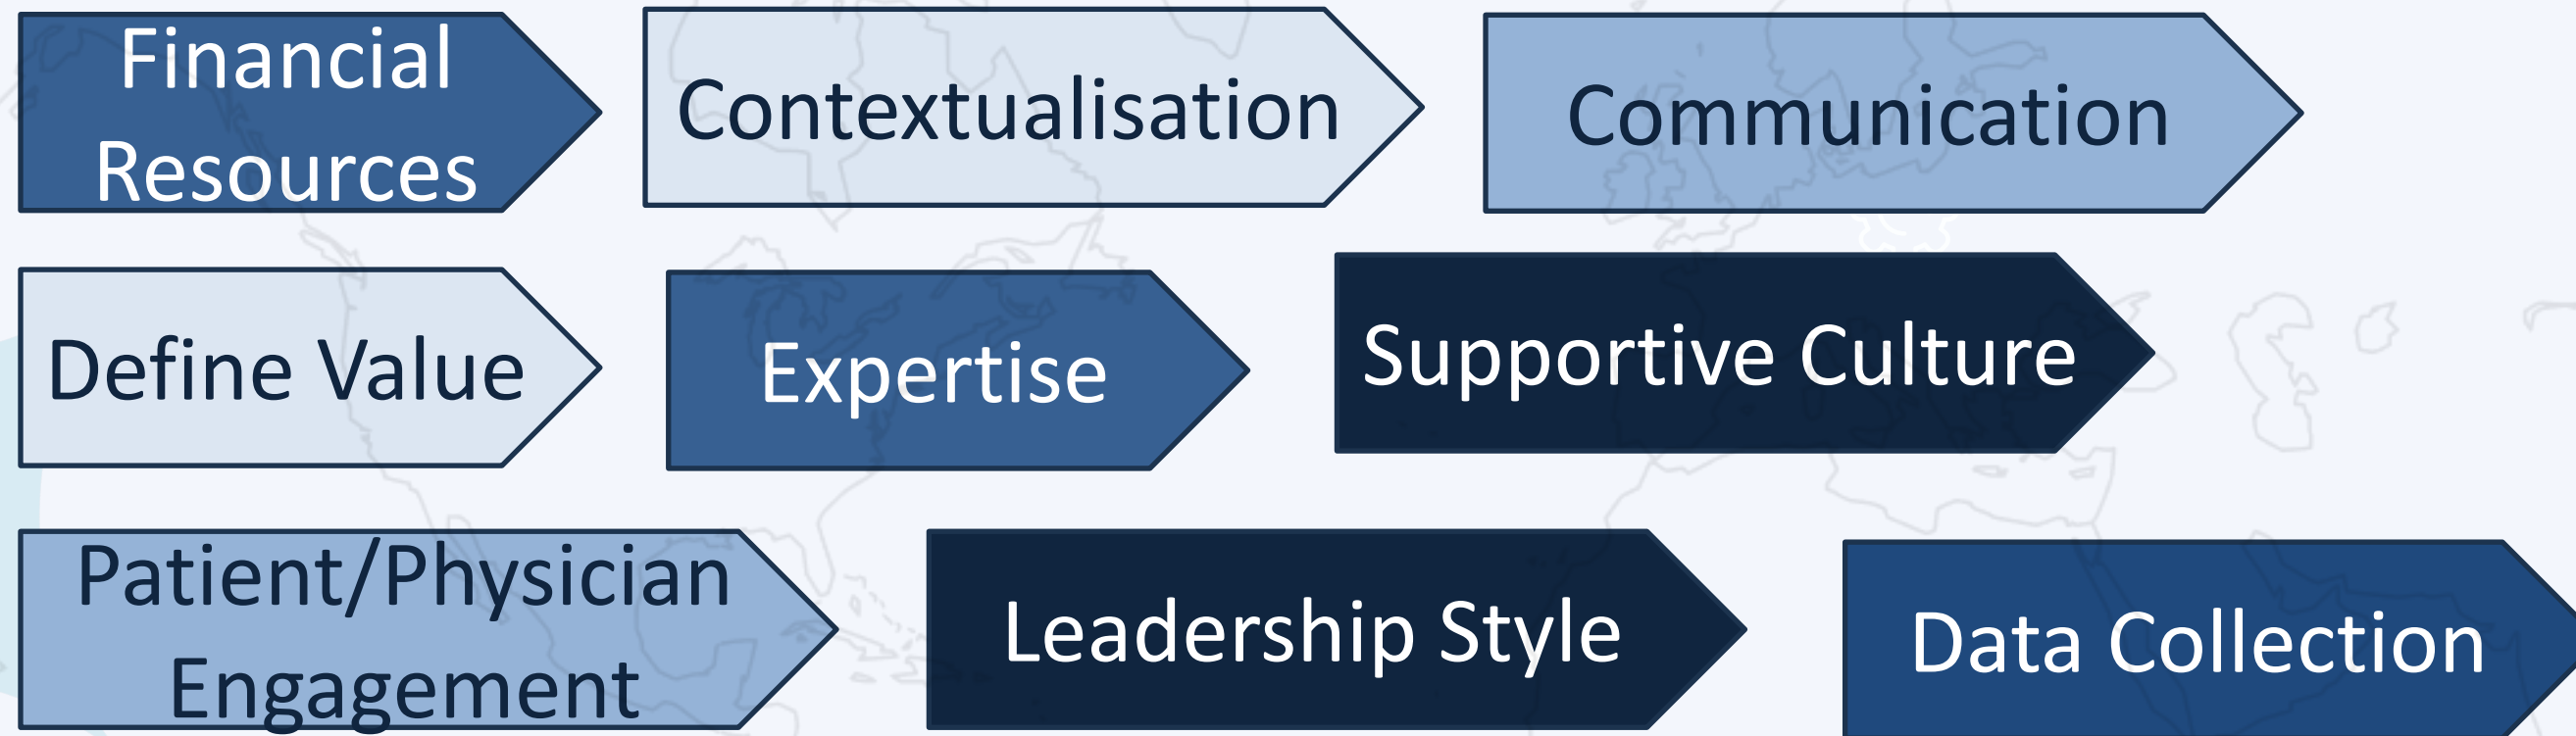 Financial
Resources
Contextualisation
Communication
Define Value
Expertise
Supportive Culture
Patient/Physician
Engagement
Leadership Style
Data Collection